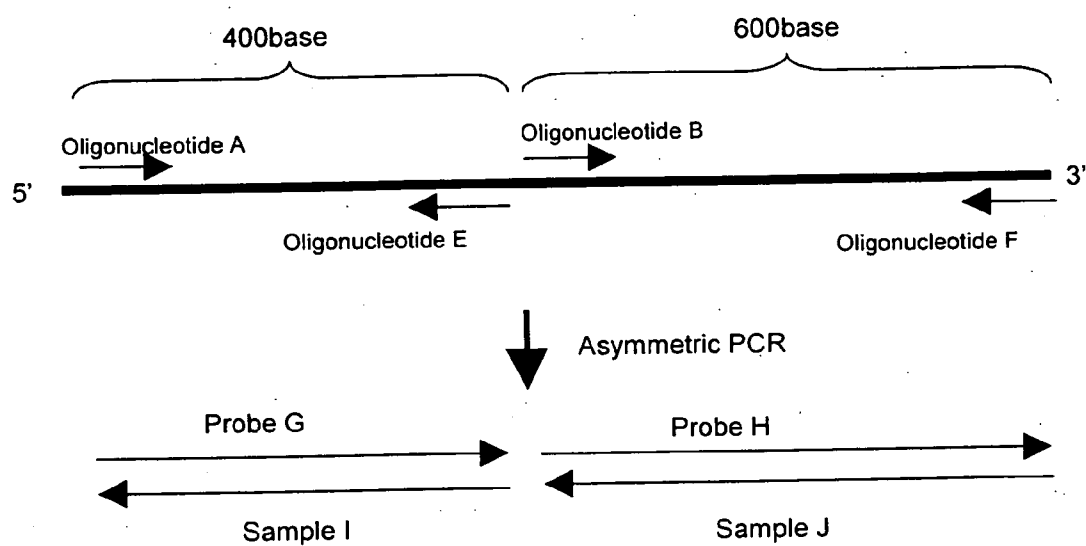 400base
600base
Oligonucleotide A
Oligonucleotide B
5'
3'
Oligonucleotide E
Oligonucleotide F
Asymmetric PCR
Probe G
Probe H
Sample I
Sample J